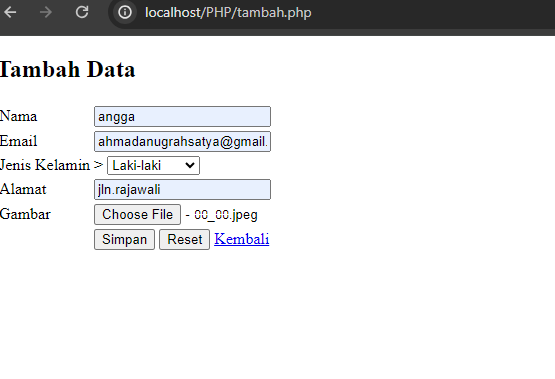 localhost/PHP/tambah.php
Tambah Data
Nama angga
Email ahmadanugrahsatya@gmail.
Jenis Kelamin > Laki-laki
Alamat jln.rajawali
Gambar Choose File - 00_00.jpeg
Simpan Reset Kembali